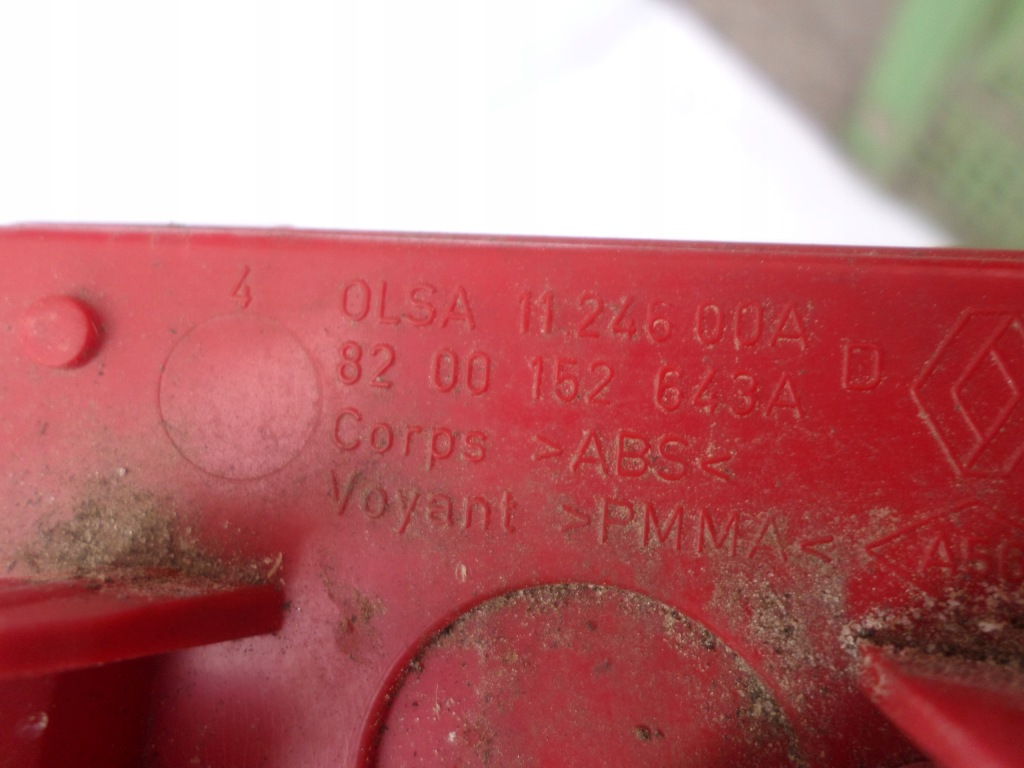 4
OLSA 11.246 00A
82 00 152 643A D
Corps >ABS<
Voyant >PMMA<